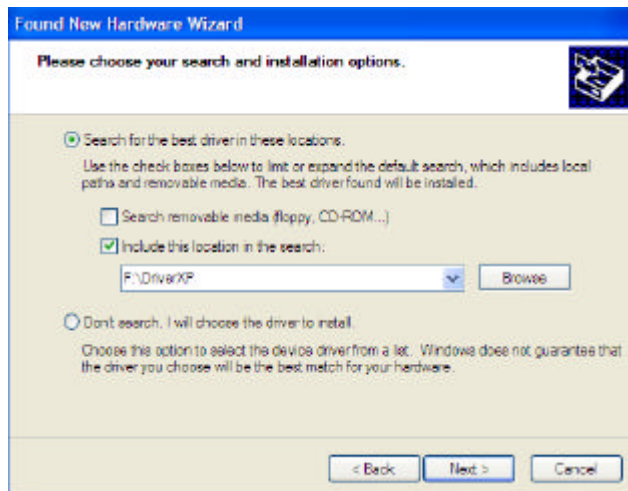 Found New Hardware Wizard
Please choose your search and installation options.
Search for the best driver in these locations.
Use the check boxes below to limit or expand the default search, which includes local
paths and removable media. The best driver found will be installed.
Search removable media (floppy, CD-ROM...)
Include this location in the search:
F:\DriverXP
Browse
Don't search. I will choose the driver to install.
Choose this option to select the device driver from a list. Windows does not guarantee that
the driver you choose will be the best match for your hardware.
< Back
Next >
Cancel